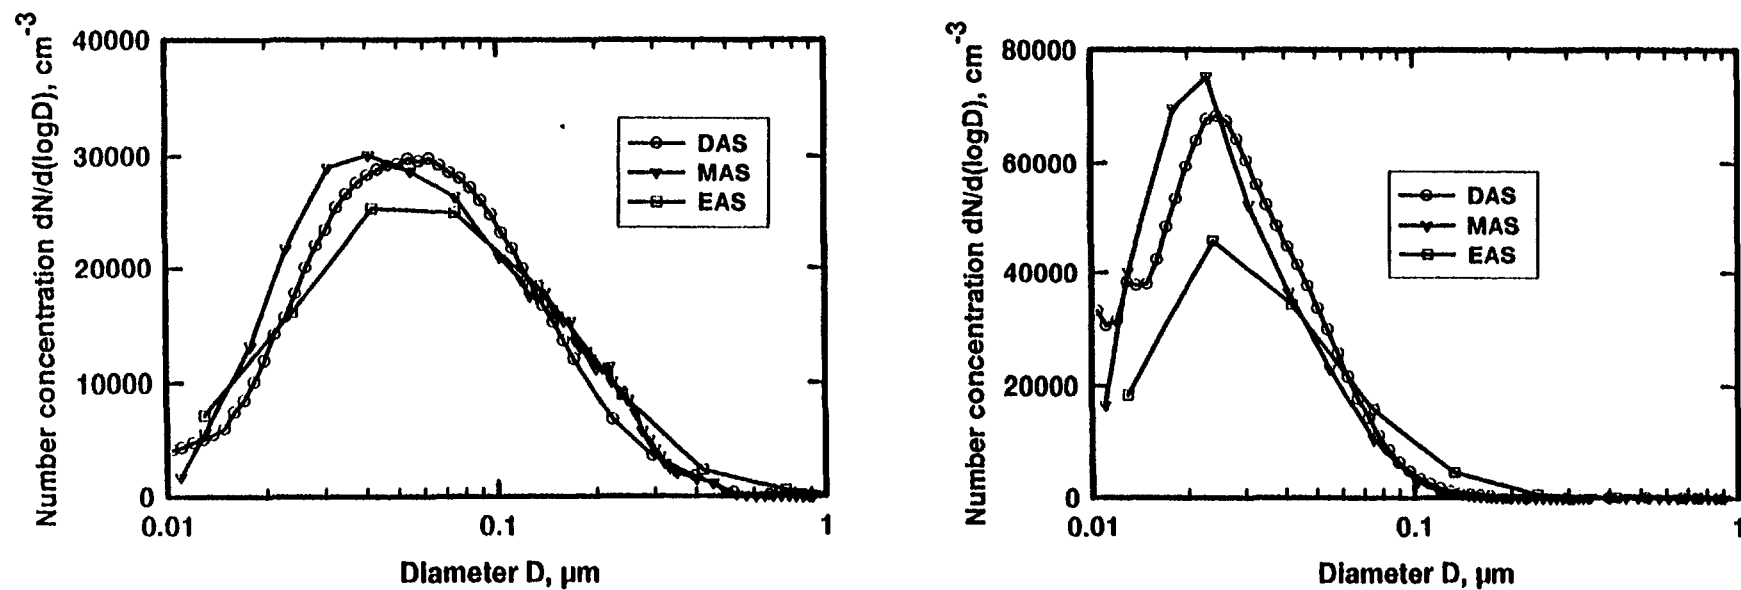 Number concentration dN/d(logD), cm-3
40000
30000
20000
10000
0
0.01
0.1
1
Diameter D, µm
DAS
MAS
EAS
Number concentration dN/d(logD), cm-3
80000
60000
40000
20000
0
0.01
0.1
1
Diameter D, µm
DAS
MAS
EAS